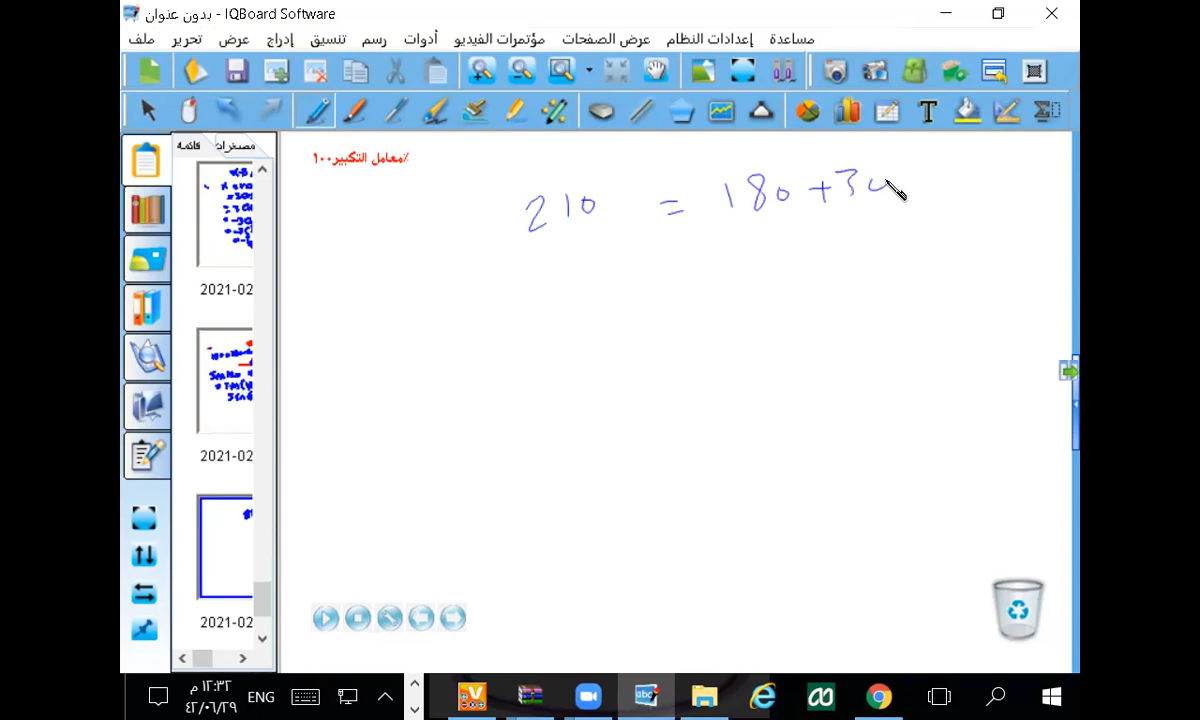 بدون عنوان - IQBoard Software
ملف تحرير عرض إدراج تنسيق رسم أدوات مؤتمرات الفيديو عرض الصفحات إعدادات النظام مساعدة
قائمة مصغرات
معامل التكبير١٠٠٪
210 = 180 + 30
2021-02
2021-02
2021-02
١٢:٣٢ م
٤٢/٠٦/٢٩
ENG
abc